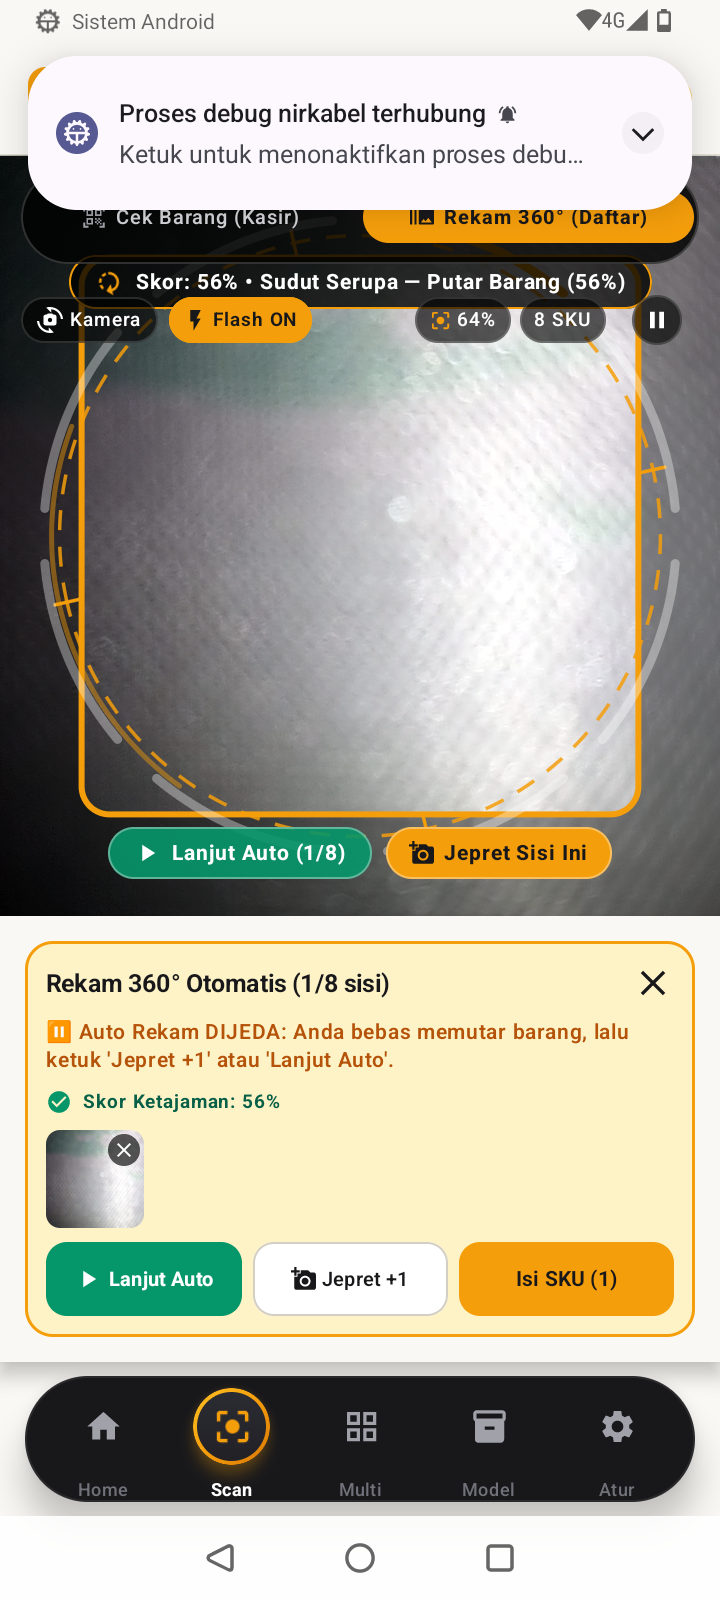 Sistem Android
4G
Proses debug nirkabel terhubung
Ketuk untuk menonaktifkan proses debu...
Cek Barang (Kasir)
Rekam 360° (Daftar)
Skor: 56% • Sudut Serupa — Putar Barang (56%)
Kamera
Flash ON
64%
8 SKU
Lanjut Auto (1/8)
Jepret Sisi Ini
Rekam 360° Otomatis (1/8 sisi)
⏸️ Auto Rekam DIJEDA: Anda bebas memutar barang, lalu
ketuk 'Jepret +1' atau 'Lanjut Auto'.
Skor Ketajaman: 56%
Lanjut Auto
Jepret +1
Isi SKU (1)
Home
Scan
Multi
Model
Atur